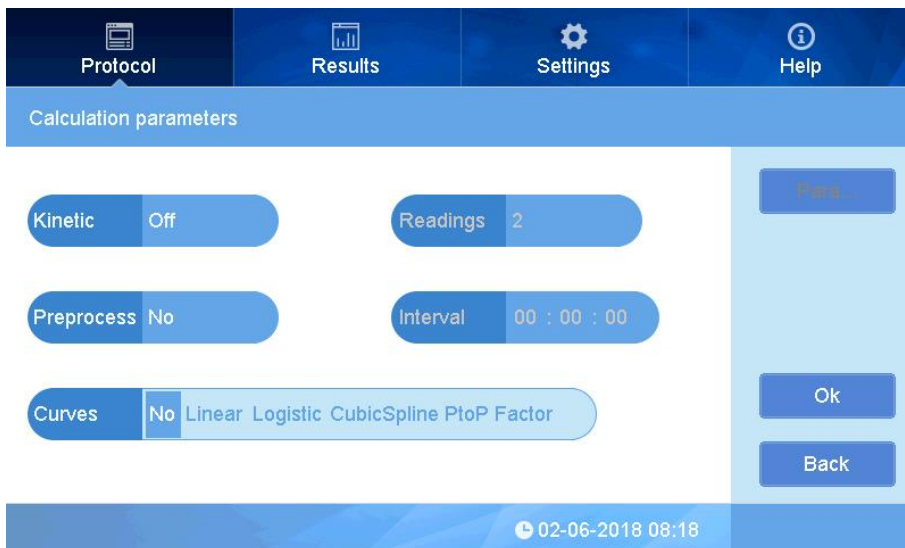 Protocol Results Settings Help
Calculation parameters
Kinetic Off Readings 2 Para...
Preprocess No Interval 00 : 00 : 00
Curves No Linear Logistic CubicSpline PtoP Factor Ok
Back
02-06-2018 08:18